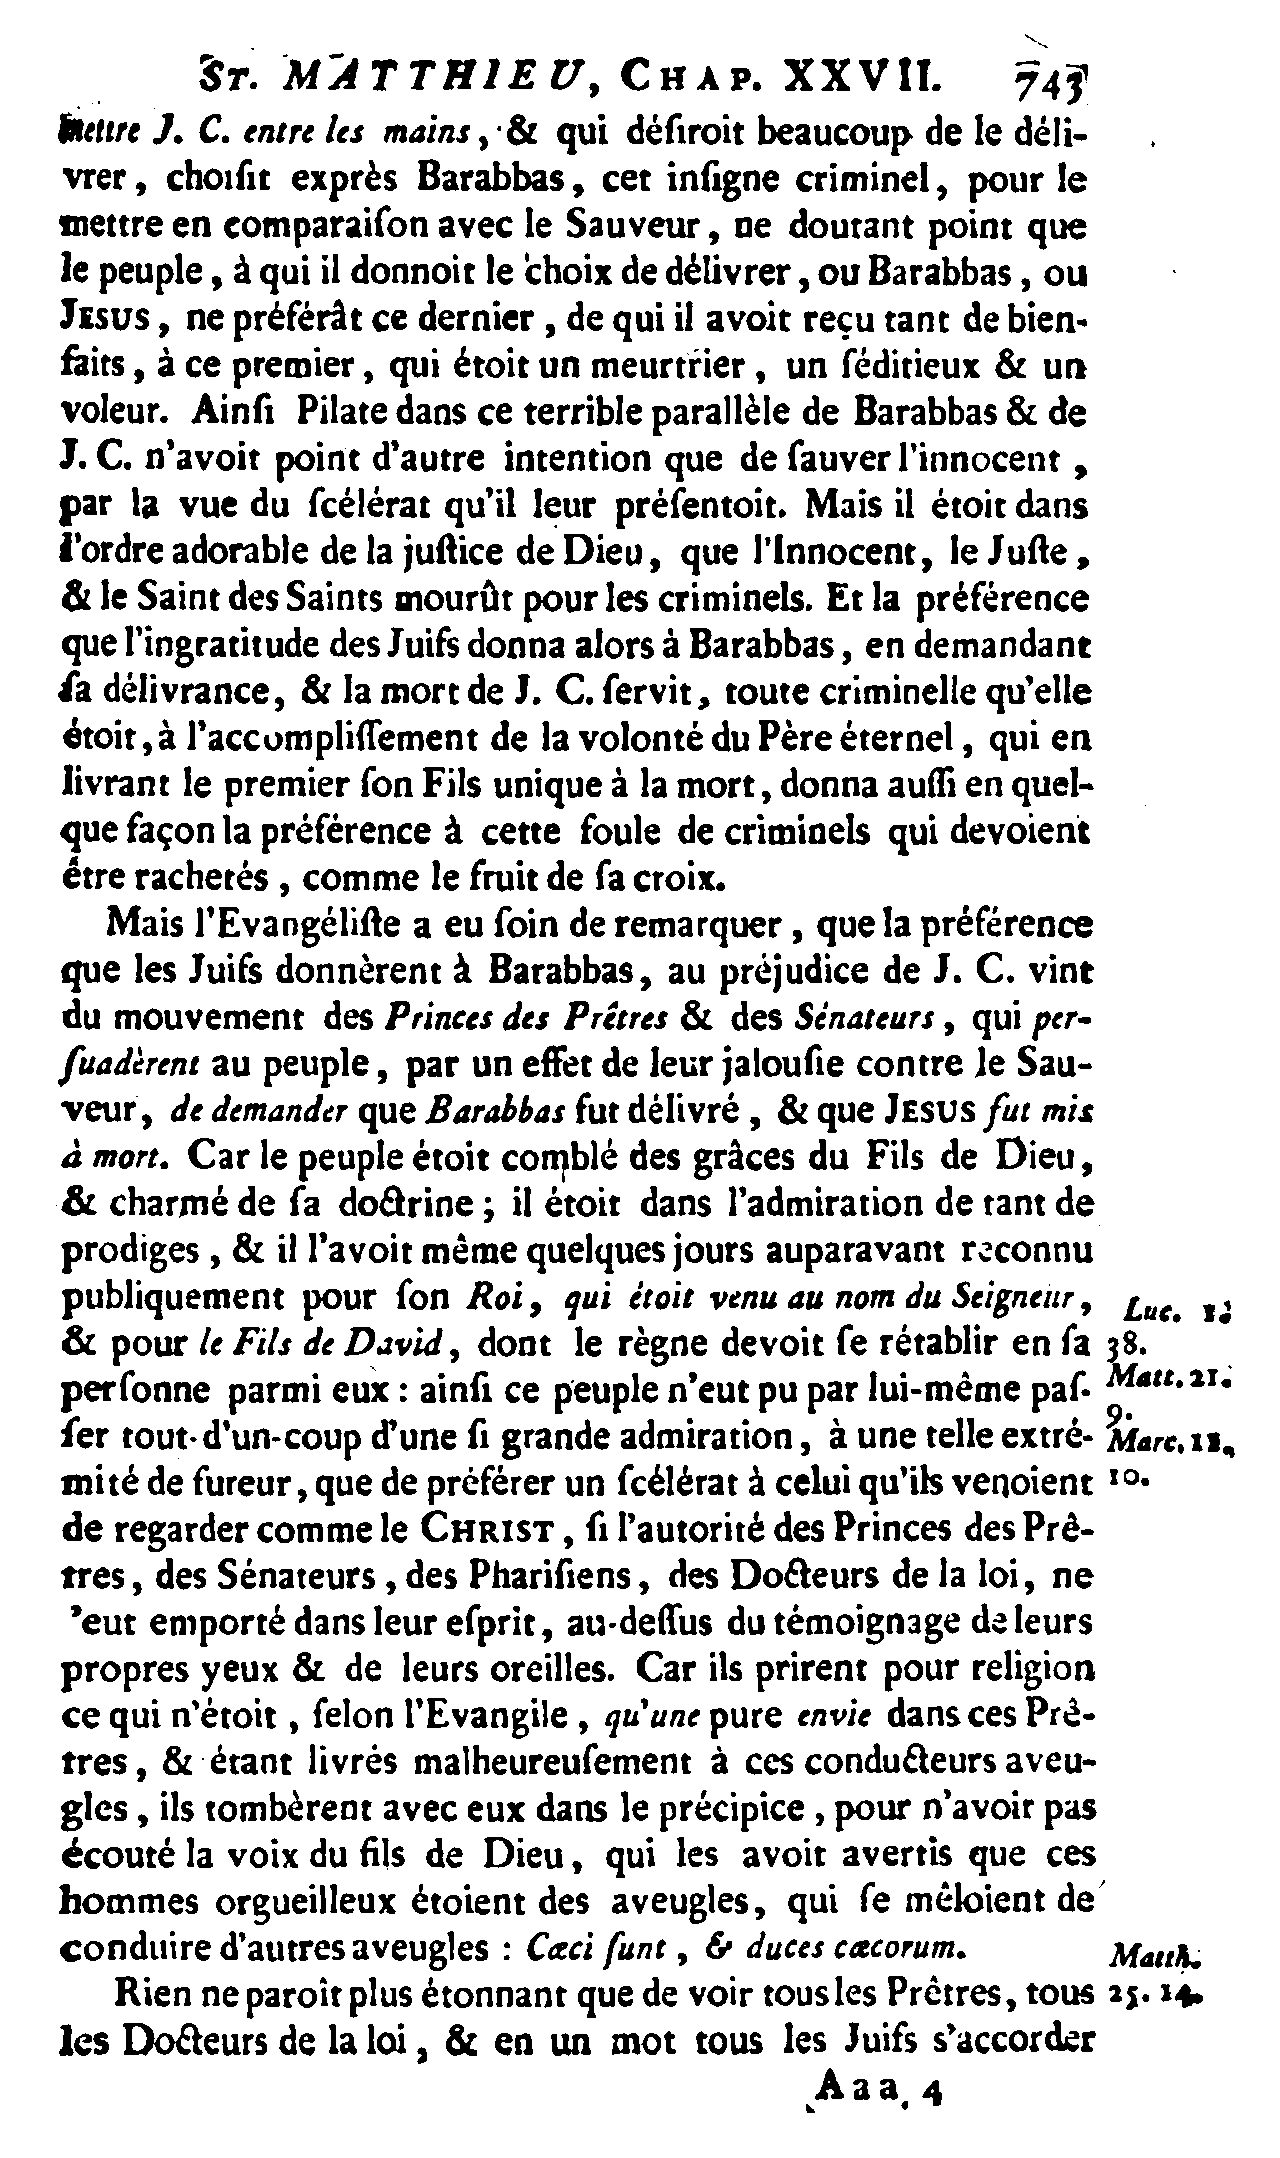 ST. MATTHIEU, CHAP. XXVII. 743
mettre J. C. entre les mains, & qui désiroit beaucoup de le déli-
vrer, choisit exprès Barabbas, cet insigne criminel, pour le
mettre en comparaiſon avec le Sauveur, ne doutant point que
le peuple, à qui il donnoit le choix de délivrer, ou Barabbas, ou
JESUS, ne préférât ce dernier, de qui il avoit reçu tant de bien-
faits, à ce premier, qui étoit un meurtrier, un ſéditieux & un
voleur. Ainſi Pilate dans ce terrible parallèle de Barabbas & de
J. C. n'avoit point d'autre intention que de ſauver l'innocent,
par la vue du ſcélérat qu'il leur préſentoit. Mais il étoit dans
l'ordre adorable de la juſtice de Dieu, que l'Innocent, le Juſte,
& le Saint des Saints mourût pour les criminels. Et la préférence
que l'ingratitude des Juifs donna alors à Barabbas, en demandant
ſa délivrance, & la mort de J. C. ſervit, toute criminelle qu'elle
étoit, à l'accompliſſement de la volonté du Père éternel, qui en
livrant le premier ſon Fils unique à la mort, donna auſſi en quel-
que façon la préférence à cette foule de criminels qui devoient
être rachetés, comme le fruit de ſa croix.
Mais l'Evangéliſte a eu ſoin de remarquer, que la préférence
que les Juifs donnèrent à Barabbas, au préjudice de J. C. vint
du mouvement des Princes des Prêtres & des Sénateurs, qui per-
ſuadèrent au peuple, par un effet de leur jalouſie contre le Sau-
veur, de demander que Barabbas fut délivré, & que JESUS fut mis
à mort. Car le peuple étoit comblé des grâces du Fils de Dieu,
& charmé de ſa doctrine; il étoit dans l'admiration de tant de
prodiges, & il l'avoit même quelques jours auparavant reconnu
publiquement pour ſon Roi, qui étoit venu au nom du Seigneur,
& pour le Fils de David, dont le règne devoit ſe rétablir en ſa
perſonne parmi eux : ainſi ce peuple n'eut pu par lui-même paſ-
ſer tout-d'un-coup d'une ſi grande admiration, à une telle extré-
mité de fureur, que de préférer un ſcélérat à celui qu'ils venoient
de regarder comme le CHRIST, ſi l'autorité des Princes des Prê-
tres, des Sénateurs, des Phariſiens, des Docteurs de la loi, ne
'eut emporté dans leur eſprit, au-deſſus du témoignage de leurs
propres yeux & de leurs oreilles. Car ils prirent pour religion
ce qui n'étoit, ſelon l'Evangile, qu'une pure envie dans ces Prê-
tres, & étant livrés malheureuſement à ces conducteurs aveu-
gles, ils tombèrent avec eux dans le précipice, pour n'avoir pas
écouté la voix du fils de Dieu, qui les avoit avertis que ces
hommes orgueilleux étoient des aveugles, qui ſe mêloient de
conduire d'autres aveugles : Cæci ſunt, & duces cæcorum.
Rien ne paroît plus étonnant que de voir tous les Prêtres, tous
les Docteurs de la loi, & en un mot tous les Juifs s'accorder
Aaa 4
Luc.
38.
Matt. 21.
9.
Marc. 11,
10.
Matth.
25. 14.